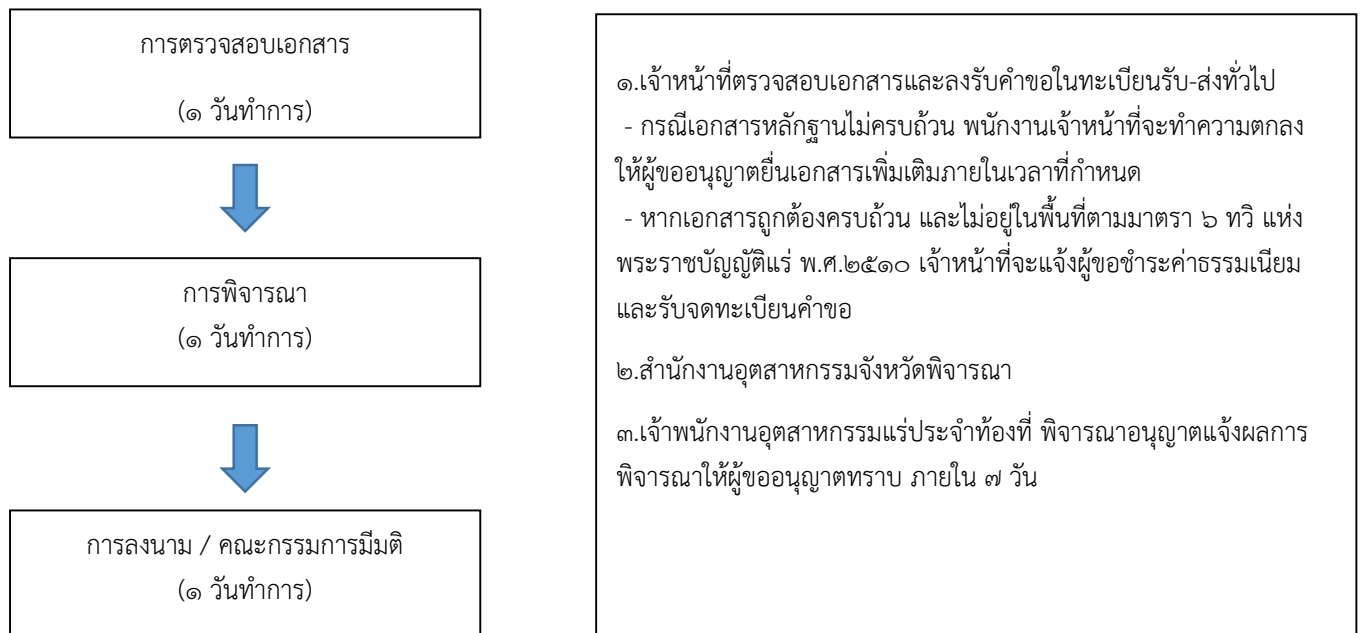 การตรวจสอบเอกสาร
(๑ วันทำการ)
การพิจารณา
(๑ วันทำการ)
การลงนาม / คณะกรรมการมีมติ
(๑ วันทำการ)
๑.เจ้าหน้าที่ตรวจสอบเอกสารและลงรับคำขอในทะเบียนรับ-ส่งทั่วไป
- กรณีเอกสารหลักฐานไม่ครบถ้วน พนักงานเจ้าหน้าที่จะทำความตกลง
ให้ผู้ขออนุญาตยื่นเอกสารเพิ่มเติมภายในเวลาที่กำหนด
- หากเอกสารถูกต้องครบถ้วน และไม่อยู่ในพื้นที่ตามมาตรา ๖ ทวิ แห่ง
พระราชบัญญัติแร่ พ.ศ.๒๕๑๐ เจ้าหน้าที่จะแจ้งผู้ขอชำระค่าธรรมเนียม
และรับจดทะเบียนคำขอ
๒.สำนักงานอุตสาหกรรมจังหวัดพิจารณา
๓.เจ้าพนักงานอุตสาหกรรมแร่ประจำท้องที่ พิจารณาอนุญาตแจ้งผลการ
พิจารณาให้ผู้ขออนุญาตทราบ ภายใน ๗ วัน